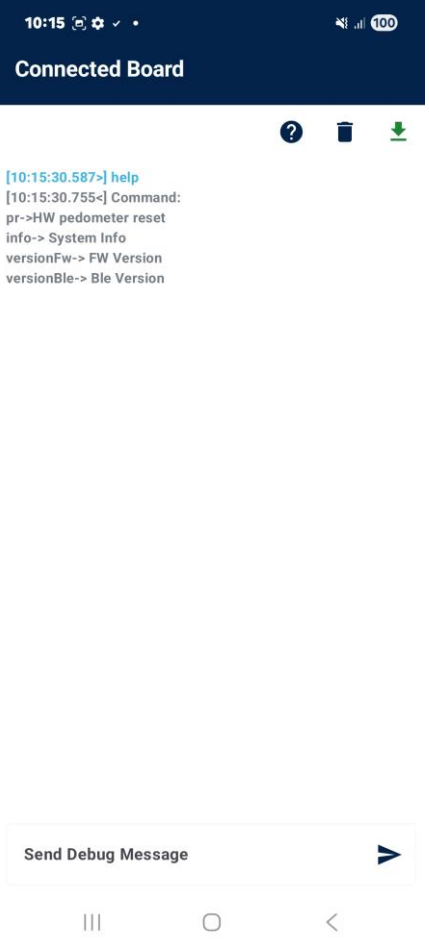 10:15
100
Connected Board
[10:15:30.587>] help
[10:15:30.755<] Command:
pr->HW pedometer reset
info-> System Info
versionFw-> FW Version
versionBle-> Ble Version
Send Debug Message